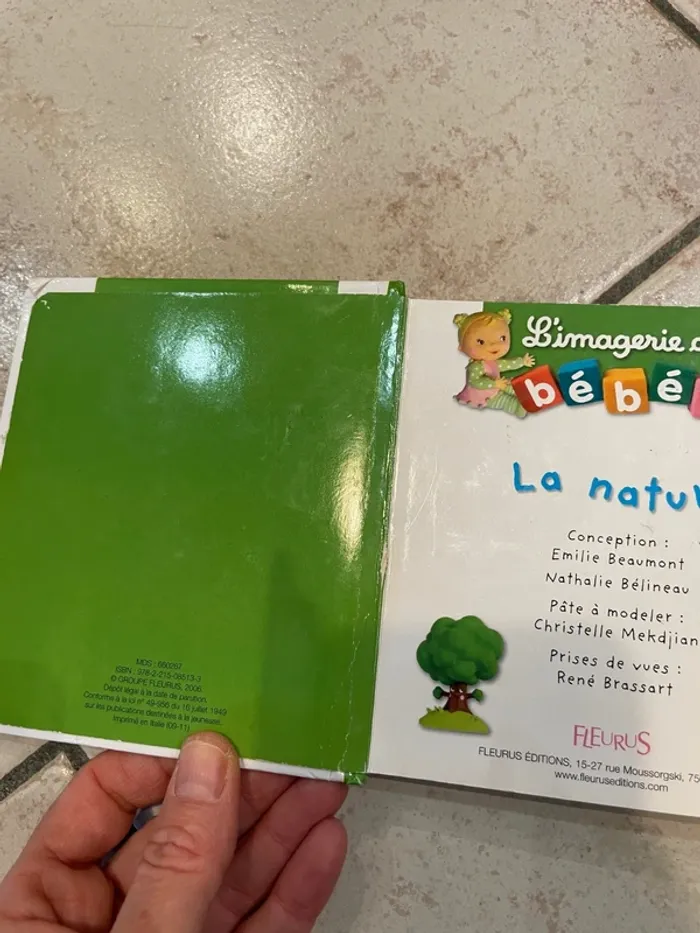 MDS : 660267
ISBN : 978-2-215-08513-3
© GROUPE FLEURUS, 2006
Dépôt légal à la date de parution.
Conforme à la loi n° 49-956 du 16 juillet 1949
sur les publications destinées à la jeunesse.
Imprimé en Italie (09-11)
L'imagerie d
bébé
La natu
Conception :
Emilie Beaumont
Nathalie Bélineau
Pâte à modeler :
Christelle Mekdjian
Prises de vues :
René Brassart
FLEURUS
FLEURUS ÉDITIONS, 15-27 rue Moussorgski, 75
www.fleuruseditions.com